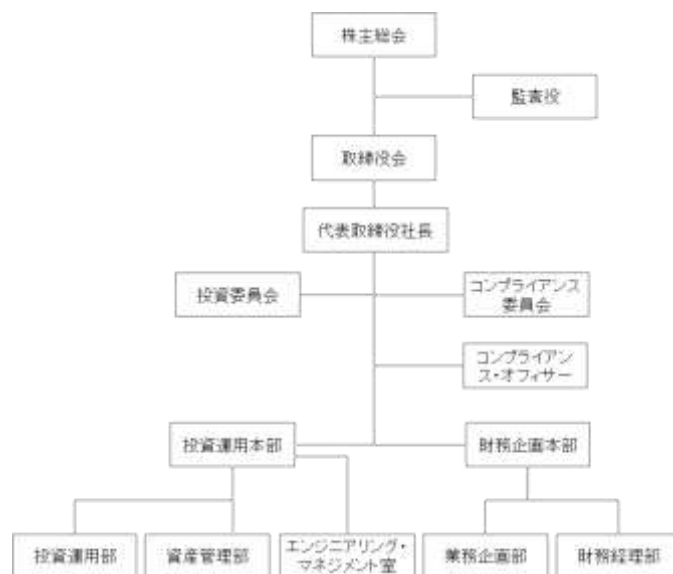 株主総会
監査役
取締役会
代表取締役社長
投資委員会
コンプライアンス
委員会
コンプライアン
ス・オフィサー
投資運用本部
財務企画本部
投資運用部
資産管理部
エンジニアリング・
マネジメント室
業務企画部
財務経理部